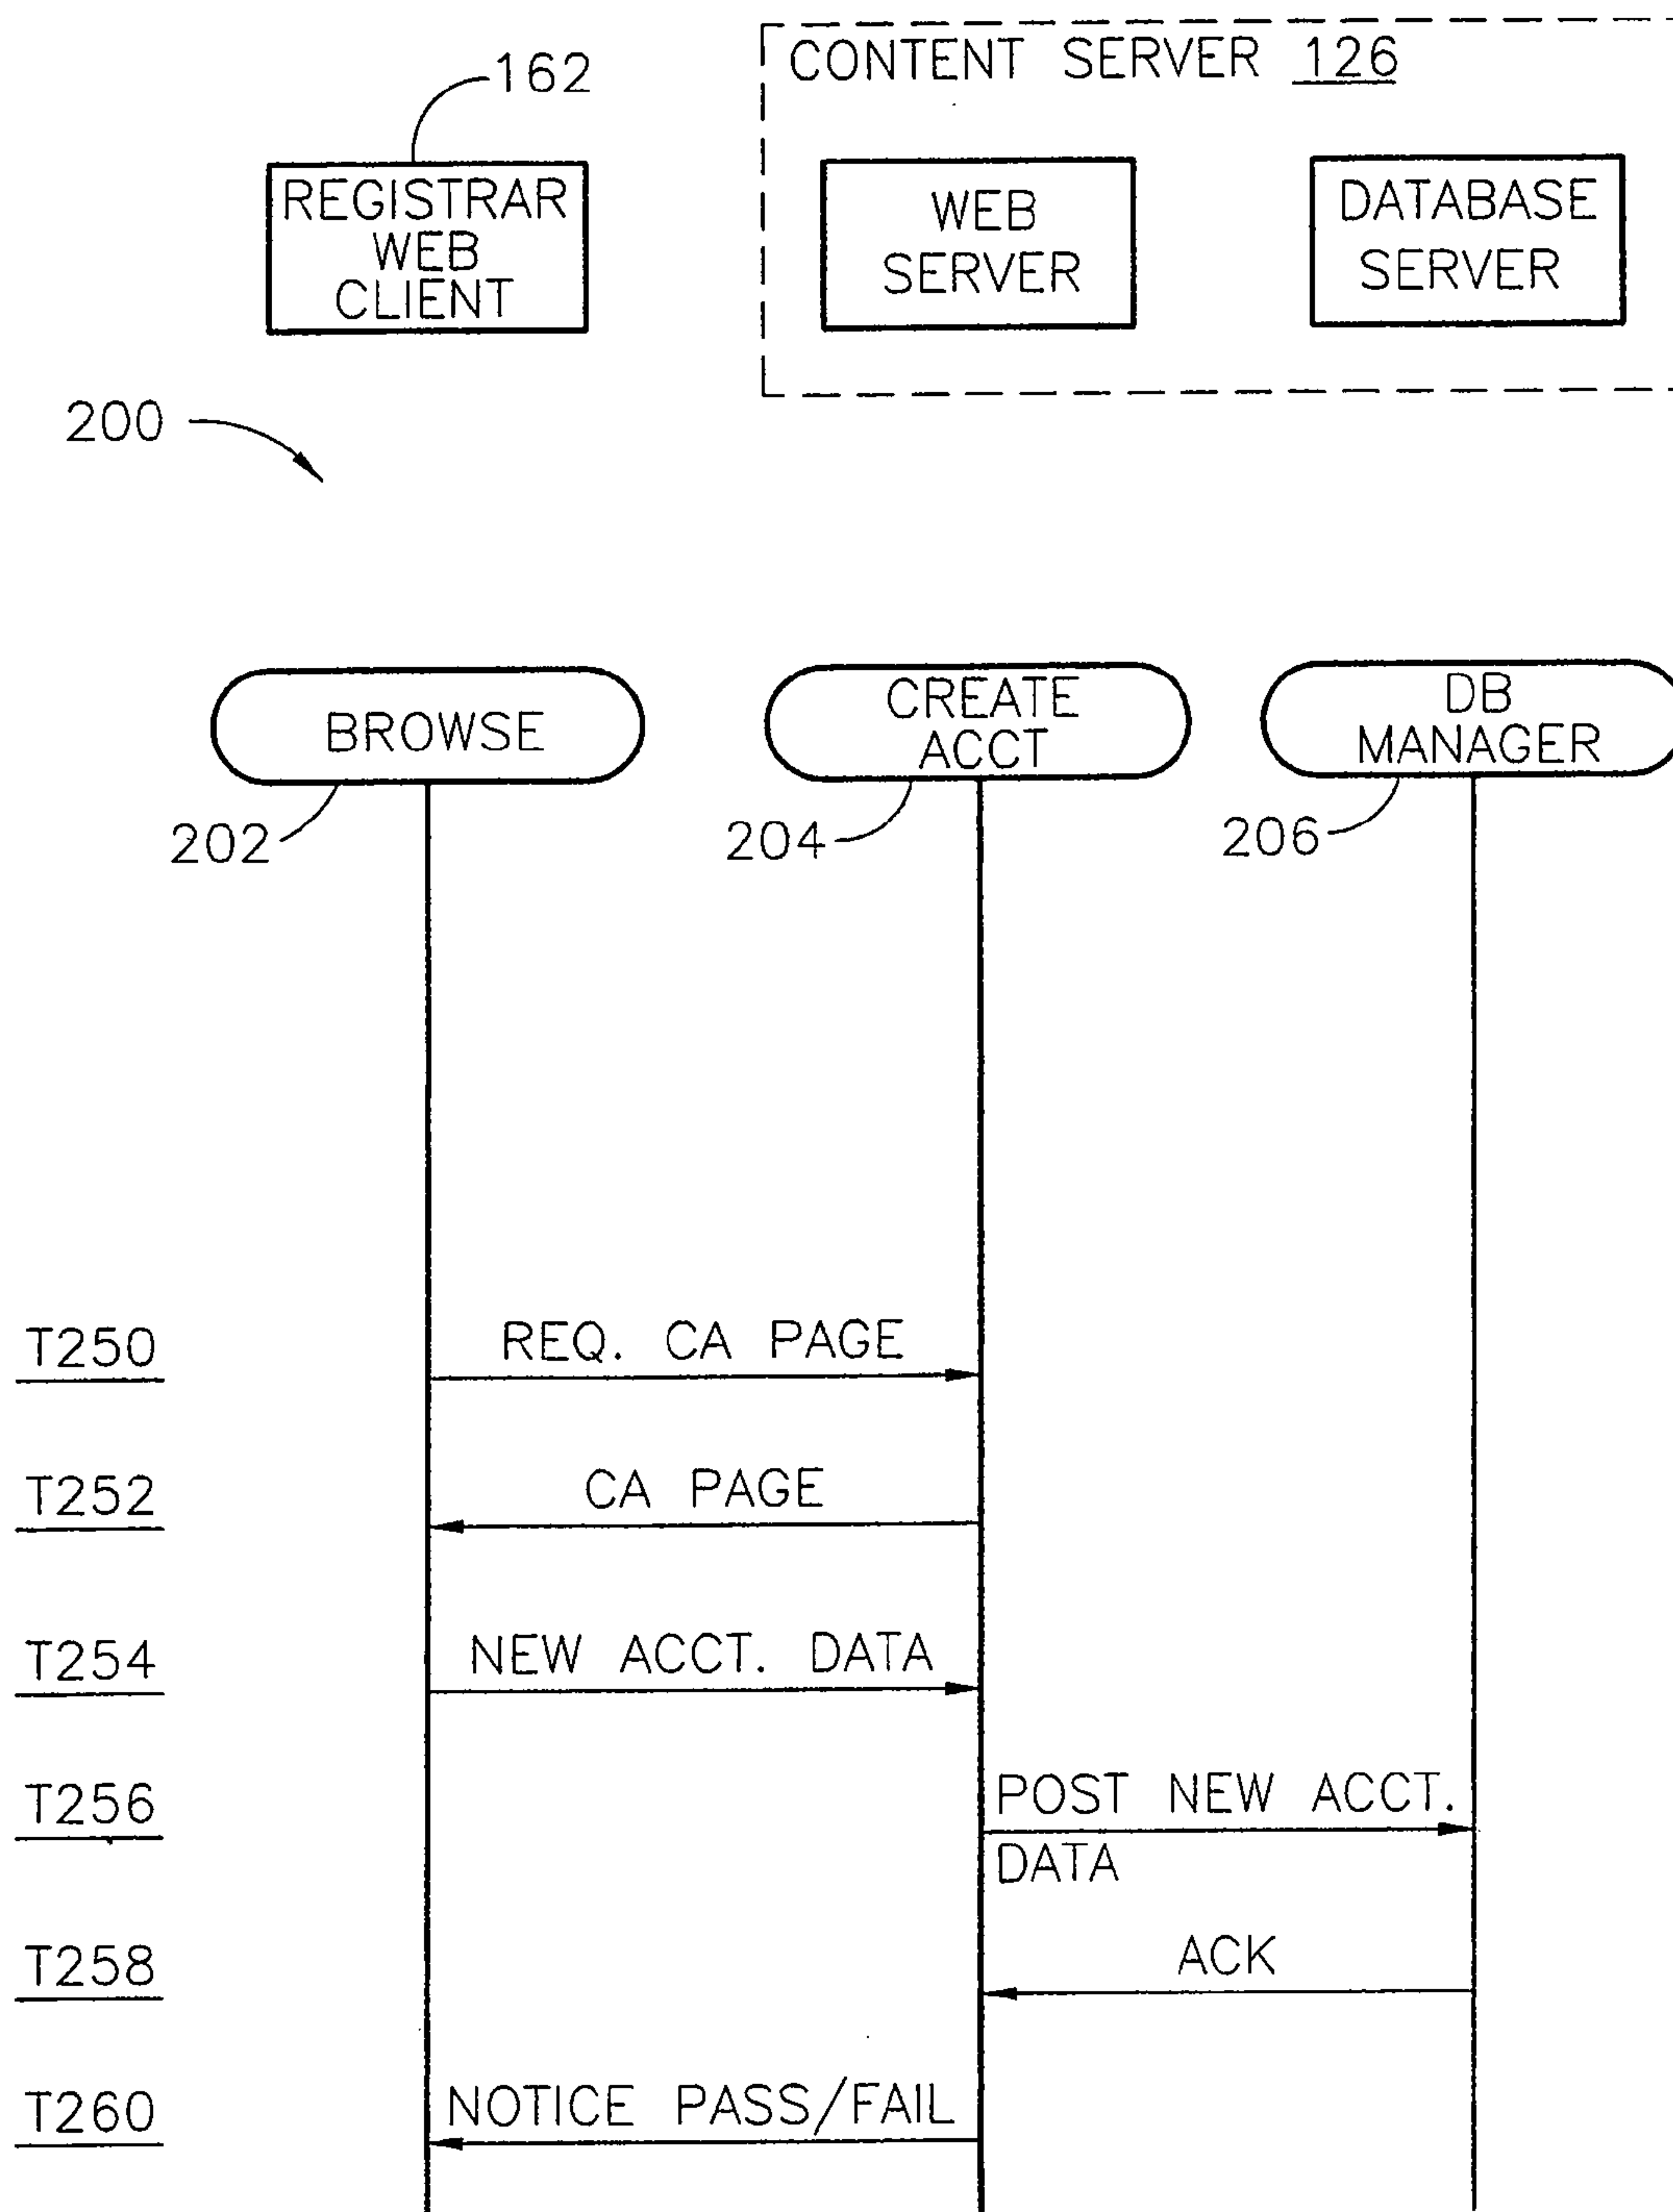 162
CONTENT SERVER 126
REGISTRAR
WEB
CLIENT
WEB
SERVER
DATABASE
SERVER
200
BROWSE
CREATE
ACCT
DB
MANAGER
202
204
206
T250
REQ. CA PAGE
T252
CA PAGE
T254
NEW ACCT. DATA
T256
POST NEW ACCT.
DATA
T258
ACK
T260
NOTICE PASS/FAIL